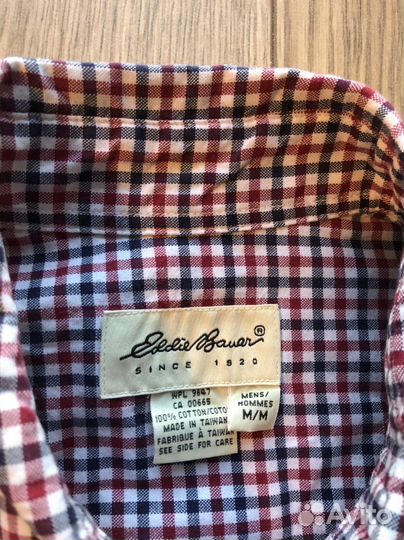 Eddie Bauer ®
SINCE 1920
WPL 9647
CA 00665
100% COTTON/COTO
MADE IN TAIWAN
FABRIQUE À TAIWA
SEE SIDE FOR CARE
MENS/
HOMMES
M/M
Avito